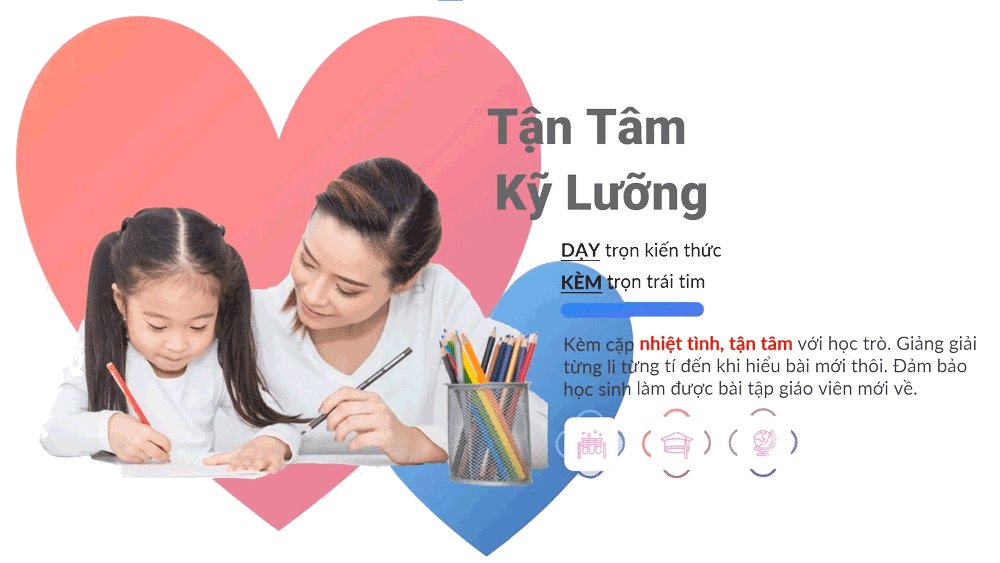 Tận Tâm
Kỹ Lưỡng
DẠY trọn kiến thức
KÈM trọn trái tim
Kèm cặp nhiệt tình, tận tâm với học trò. Giảng giải
từng li từng tí đến khi hiểu bài mới thôi. Đảm bảo
học sinh làm được bài tập giáo viên mới về.